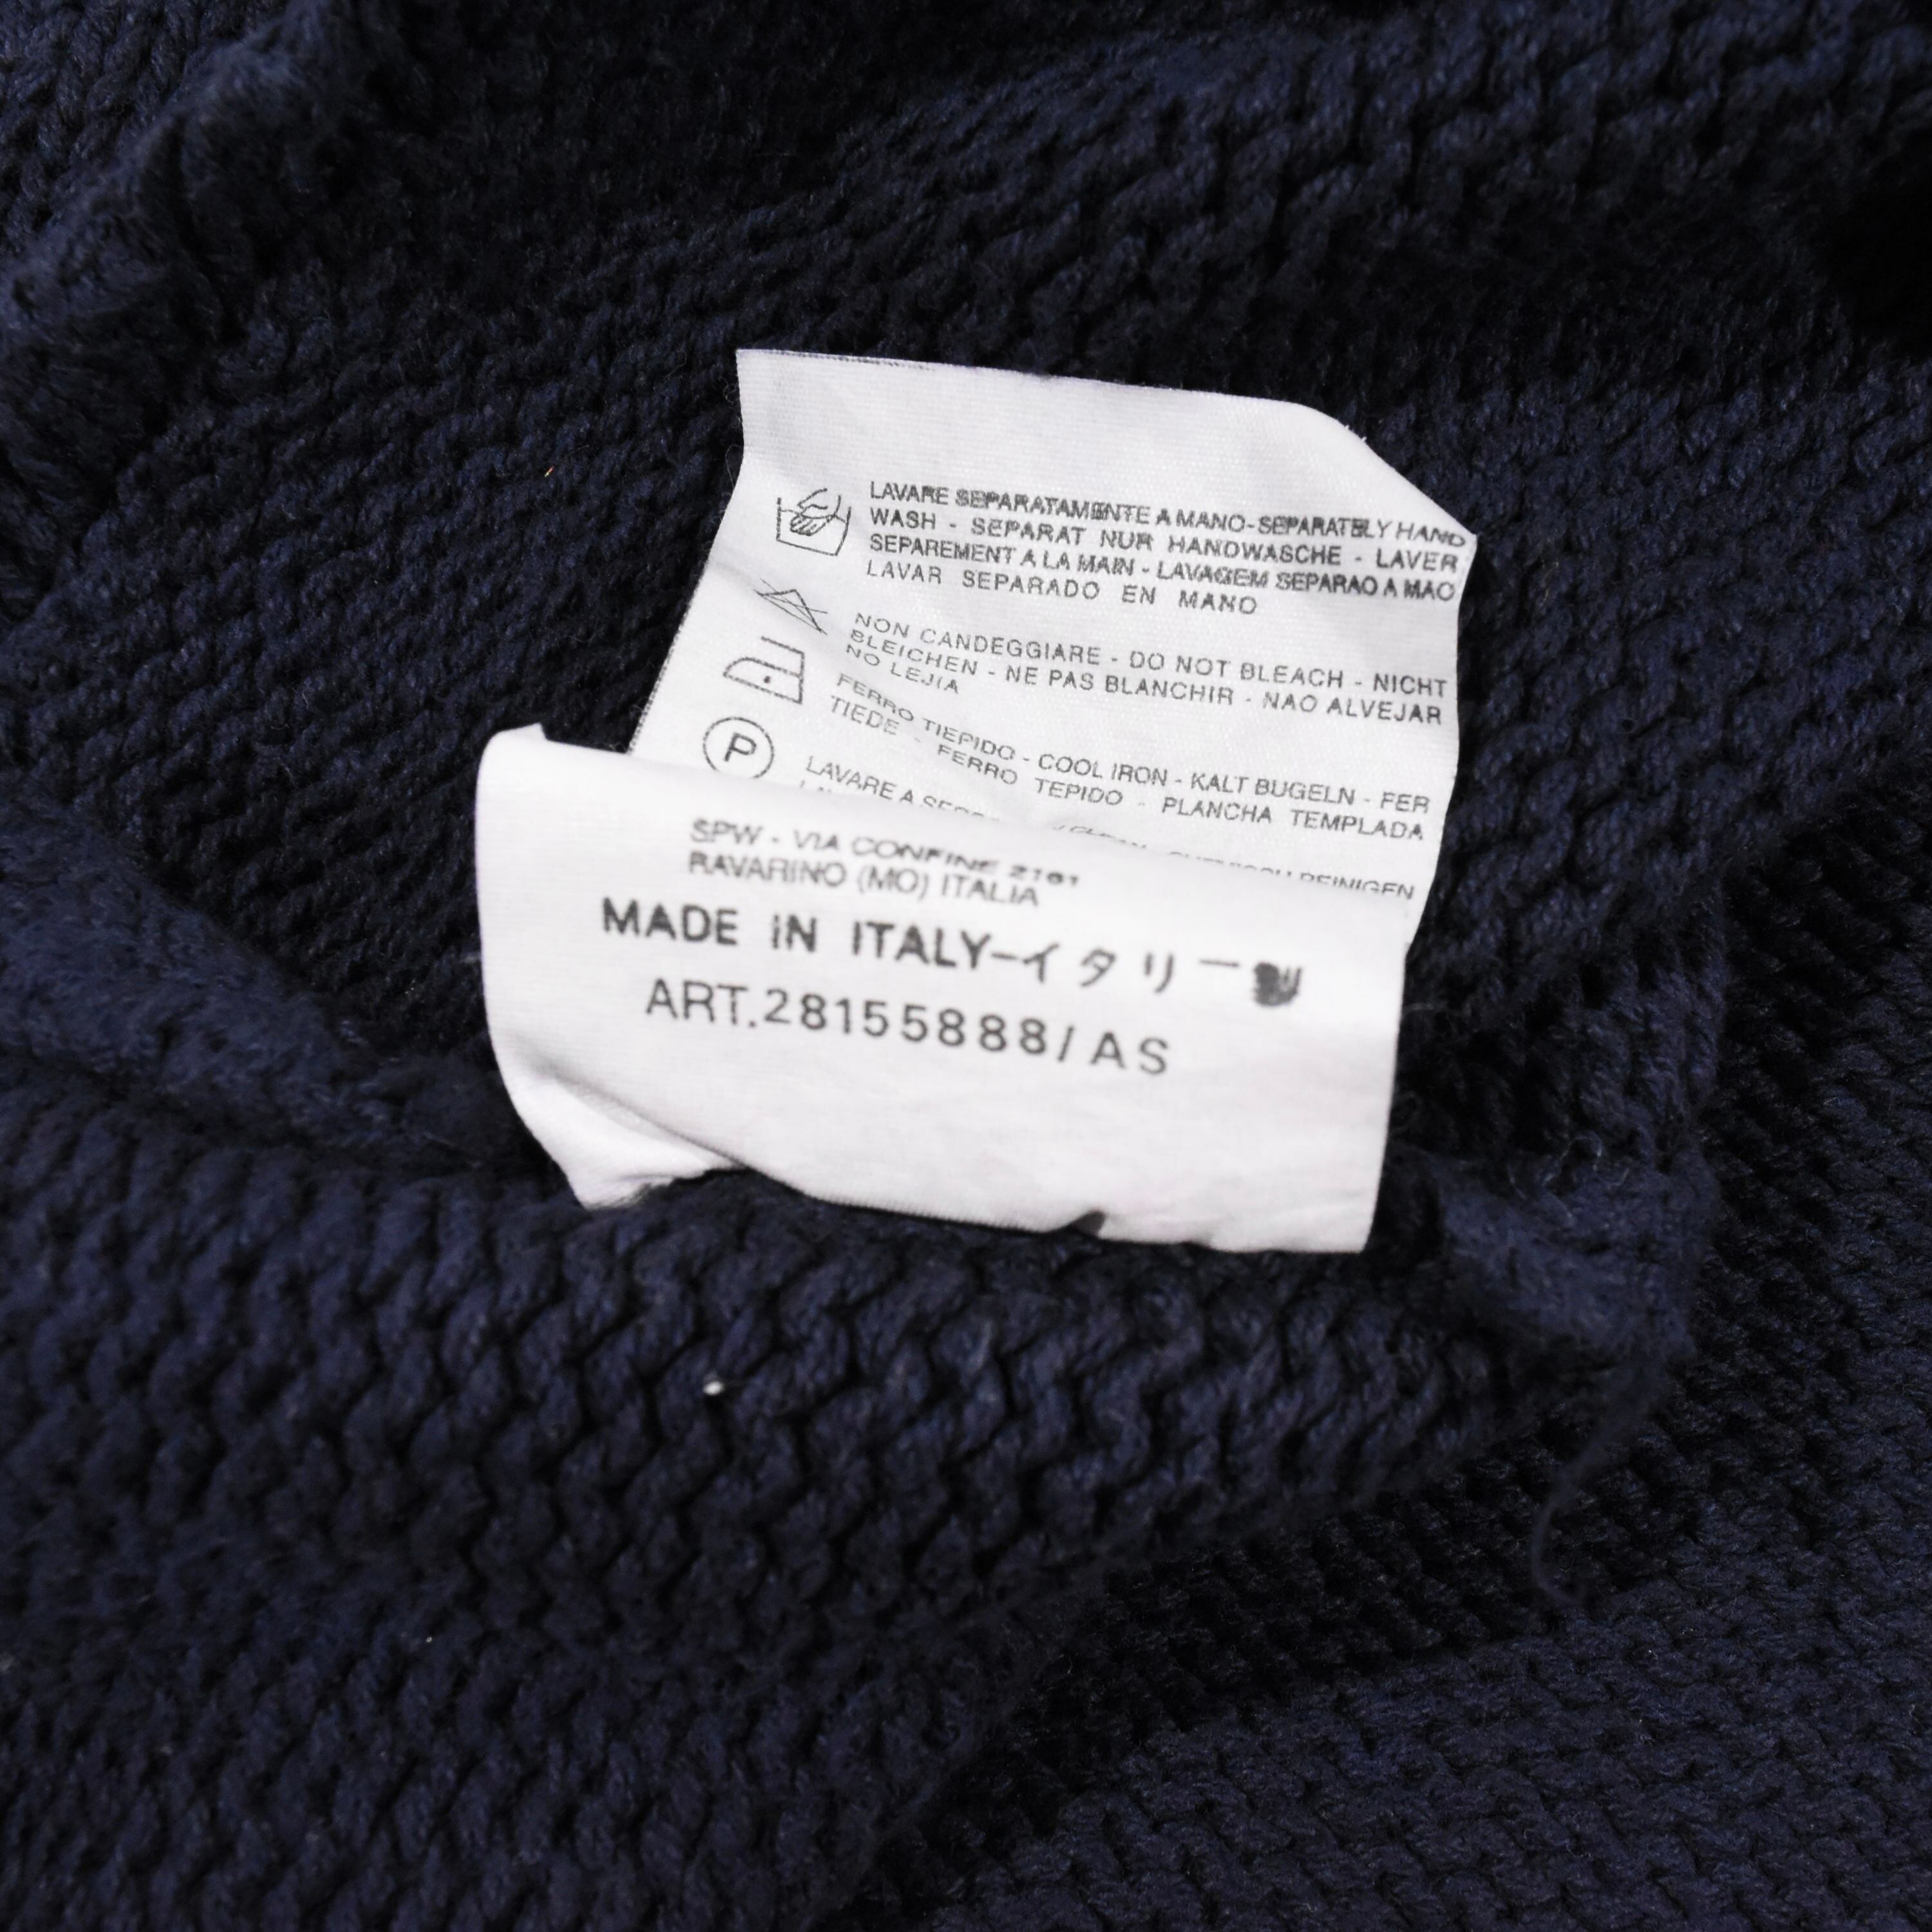 LAVARE SEPARATAMENTE A MANO-SEPARATELY HAND
WASH - SEPARAT NUR HANDWASCHE - LAVER
SEPAREMENT A LA MAIN - LAVAGEM SEPARAO A MAO
LAVAR SEPARADO EN MANO
NON CANDEGGIARE - DO NOT BLEACH - NICHT
BLEICHEN - NE PAS BLANCHIR - NAO ALVEJAR
NO LEJIA
FERRO TIEPIDO - COOL IRON - KALT BUGELN - FER
TIEDE - FERRO TEPIDO - PLANCHA TEMPLADA
P
LAVARE A REINIGEN
SPW - VIA CONFINE 2161
RAVARINO (MO) ITALIA
MADE IN ITALY-イタリー製
ART.28155888/AS